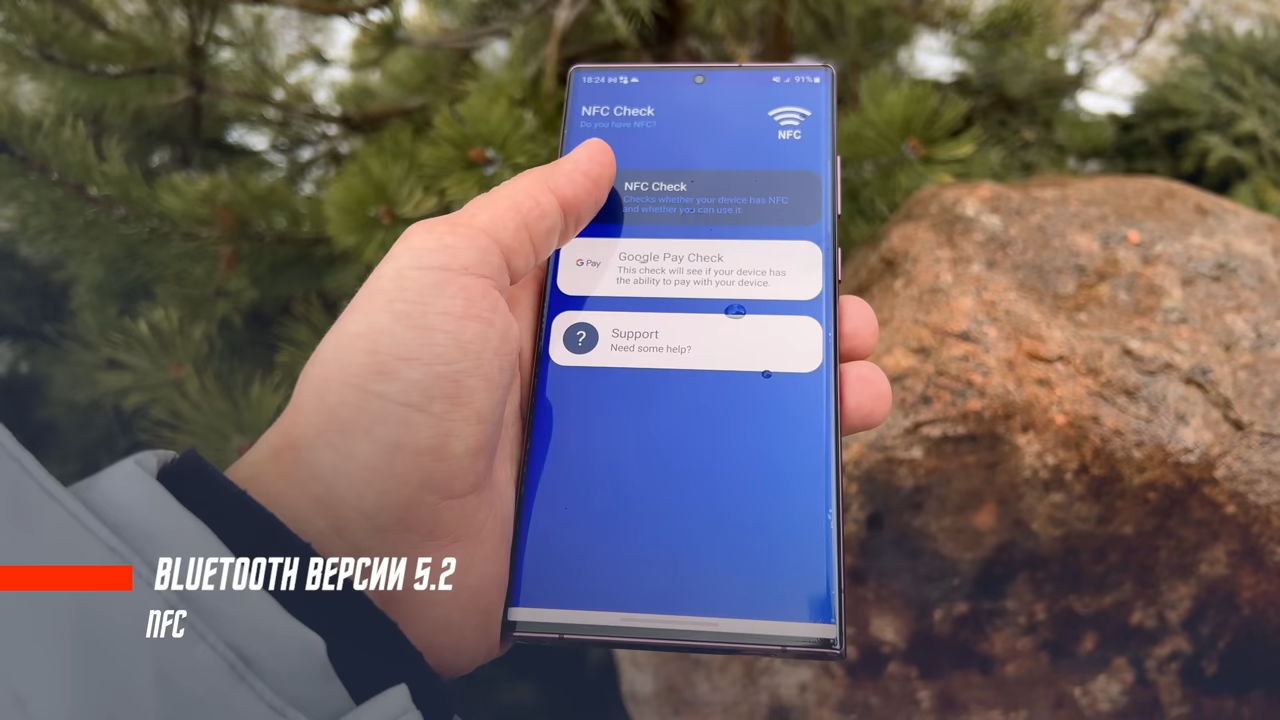 18:24
91%
NFC Check
Do you have NFC?
NFC
NFC Check
Checks whether your device has NFC
and whether you can use it.
G Pay
Google Pay Check
This check will see if your device has
the ability to pay with your device.
?
Support
Need some help?
BLUETOOTH ВЕРСИИ 5.2
NFC